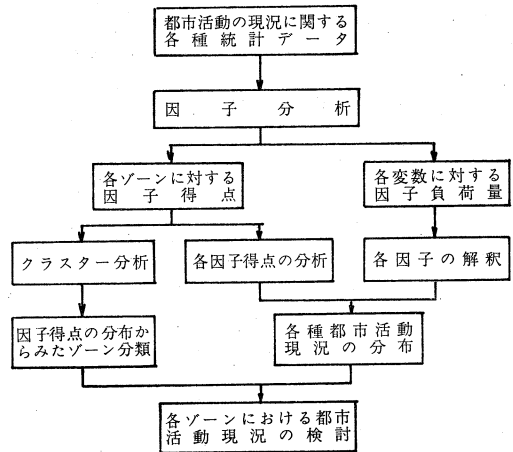 都市活動の現況に関する
各種統計データ
因子分析
各ゾーンに対する
因子得点
各変数に対する
因子負荷量
クラスター分析
各因子得点の分析
各因子の解釈
因子得点の分布か
らみたゾーン分類
各種都市活動
現況の分布
各ゾーンにおける都市
活動現況の検討